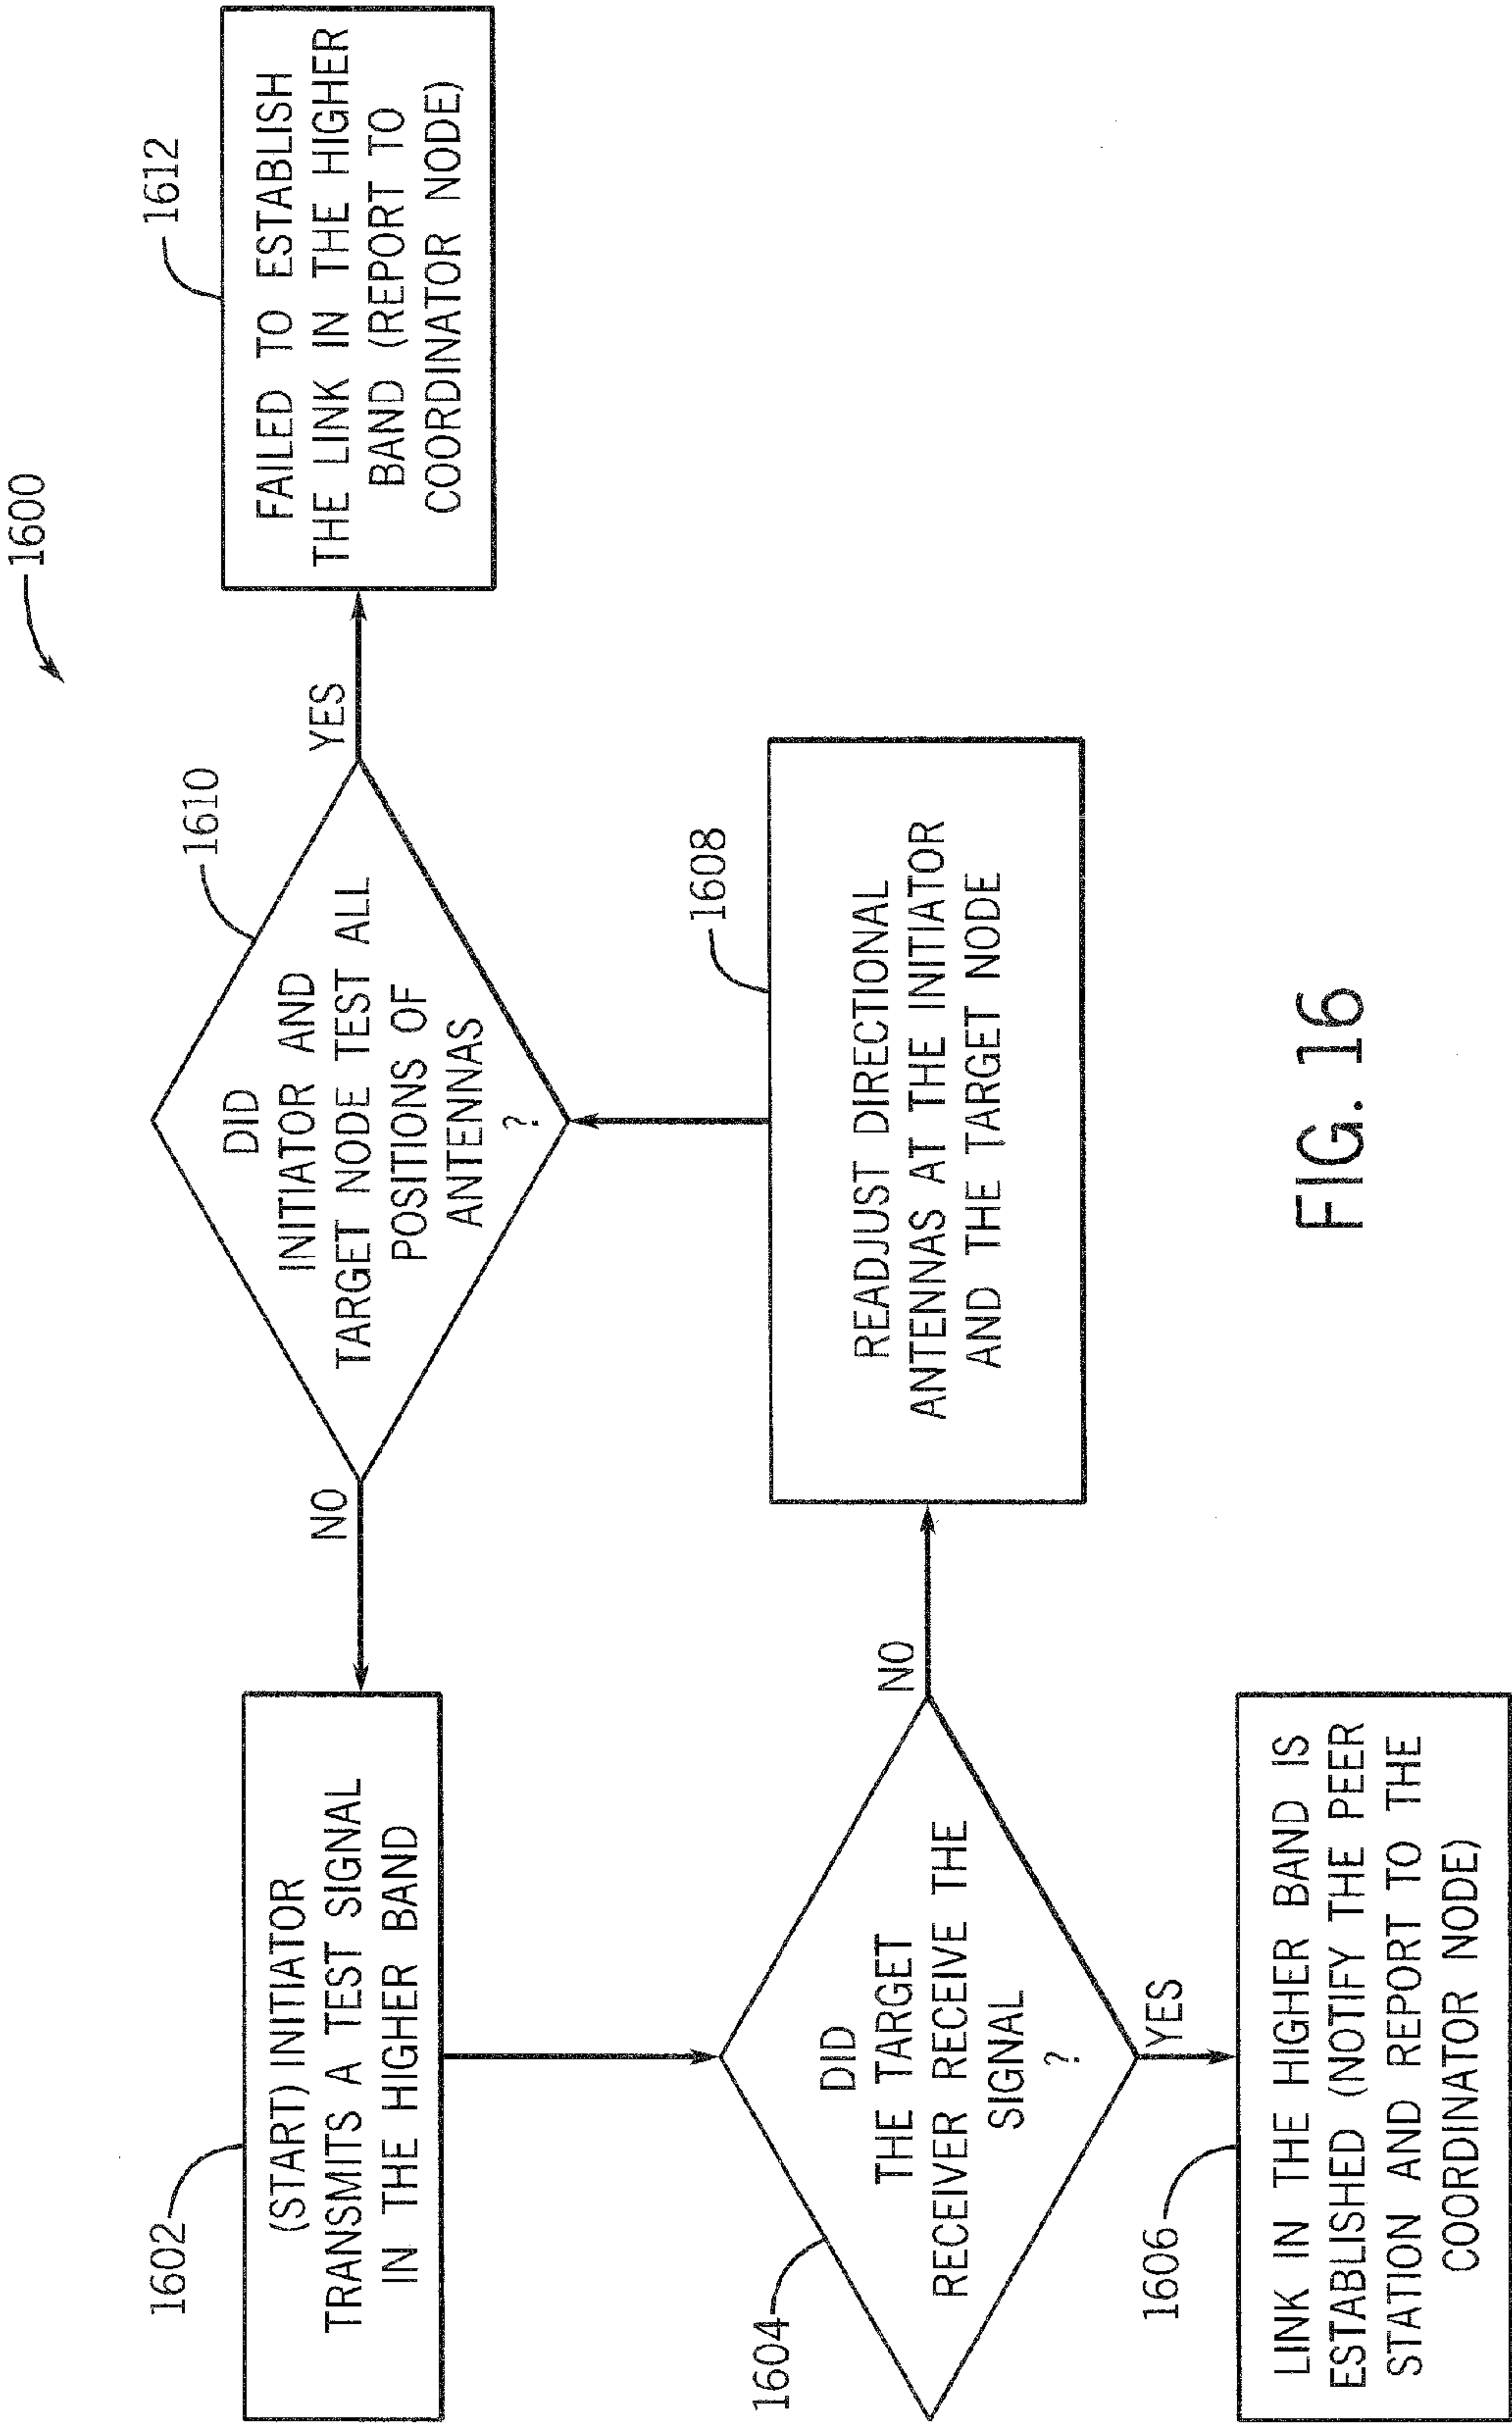 1600
1602
(START) INITIATOR
TRANSMITS A TEST SIGNAL
IN THE HIGHER BAND
NO
1610
DID
INITIATOR AND
TARGET NODE TEST ALL
POSITIONS OF
ANTENNAS
?
YES
1612
FAILED TO ESTABLISH
THE LINK IN THE HIGHER
BAND (REPORT TO
COORDINATOR NODE)
1604
DID
THE TARGET
RECEIVER RECEIVE THE
SIGNAL
?
NO
1608
READJUST DIRECTIONAL
ANTENNAS AT THE INITIATOR
AND THE TARGET NODE
YES
1606
LINK IN THE HIGHER BAND IS
ESTABLISHED (NOTIFY THE PEER
STATION AND REPORT TO THE
COORDINATOR NODE)
FIG. 16